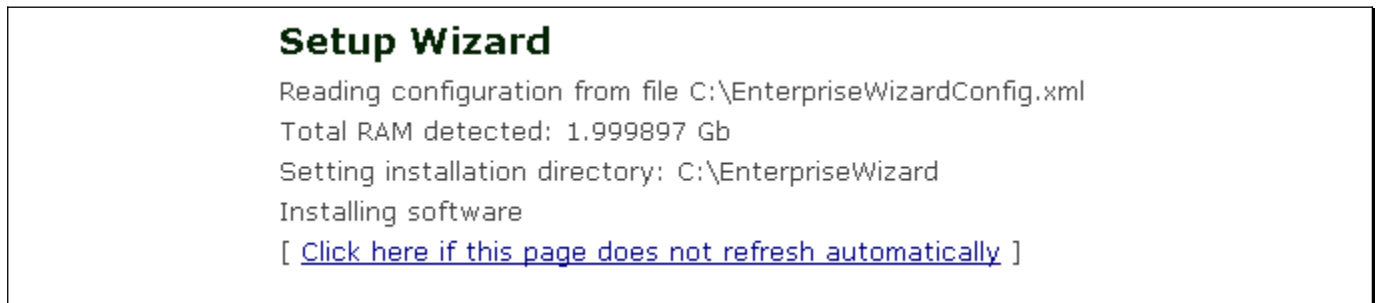 Setup Wizard
Reading configuration from file C:\EnterpriseWizardConfig.xml
Total RAM detected: 1.999897 Gb
Setting installation directory: C:\EnterpriseWizard
Installing software
[ Click here if this page does not refresh automatically ]